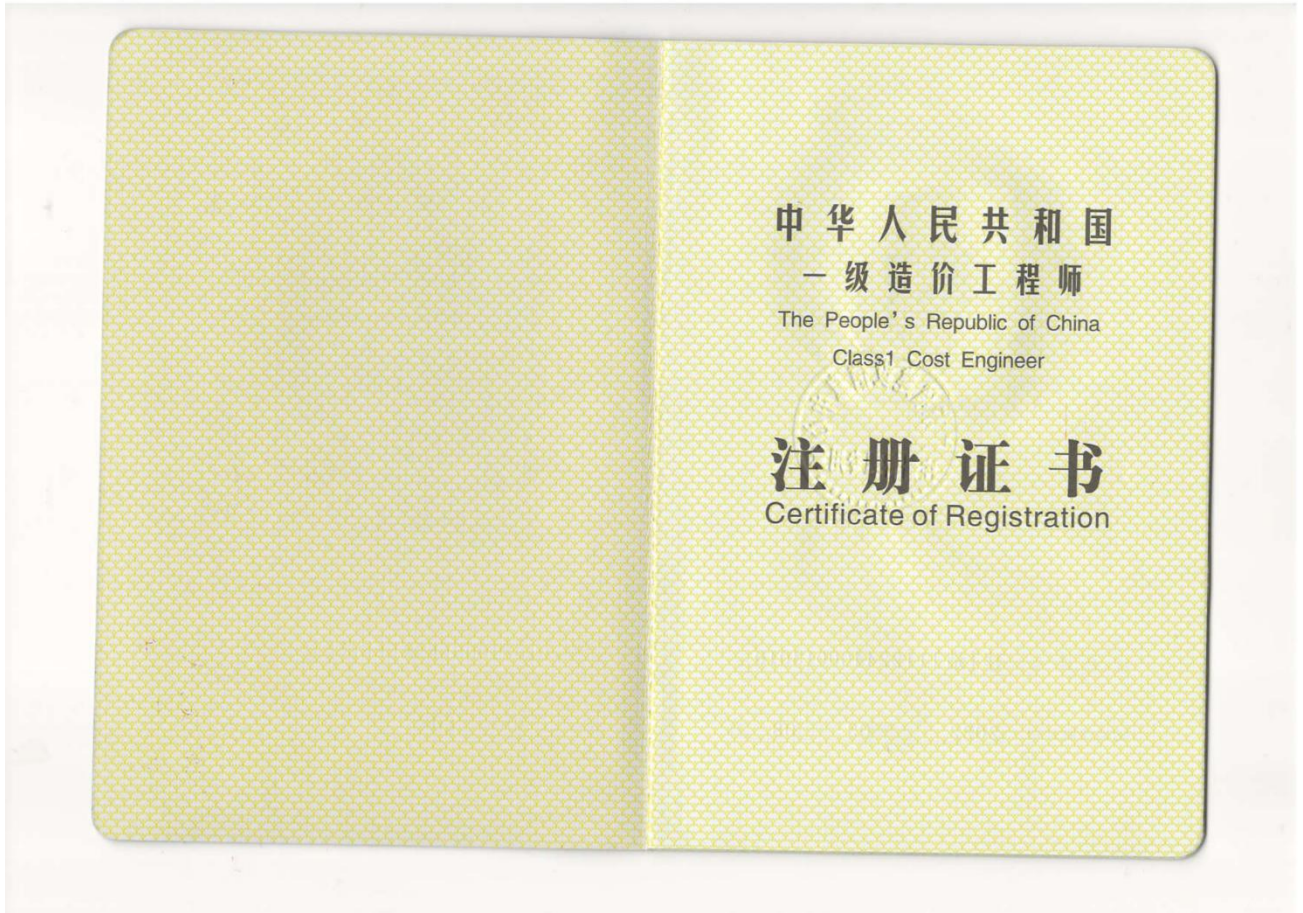 中华人民共和国
一级造价工程师
The People's Republic of China
Class1 Cost Engineer
注册证书
Certificate of Registration